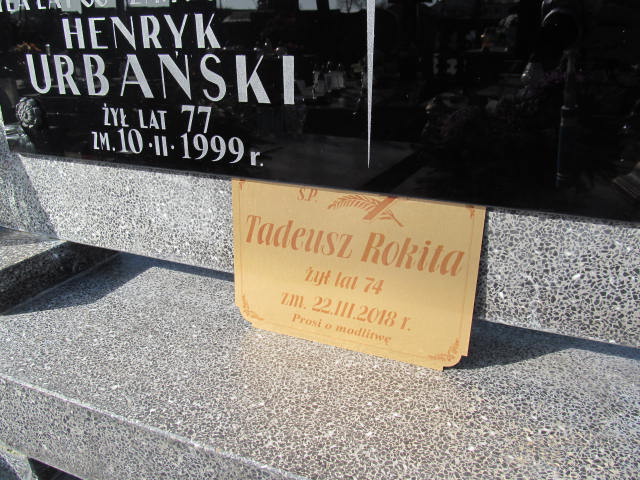 HENRYK
URBAŃSKI
ŻYŁ LAT 77
ZM. 10·II·1999 r.
Ś.P.
Tadeusz Rokita
żył lat 74
zm. 22.III.2018 r.
Prosi o modlitwę